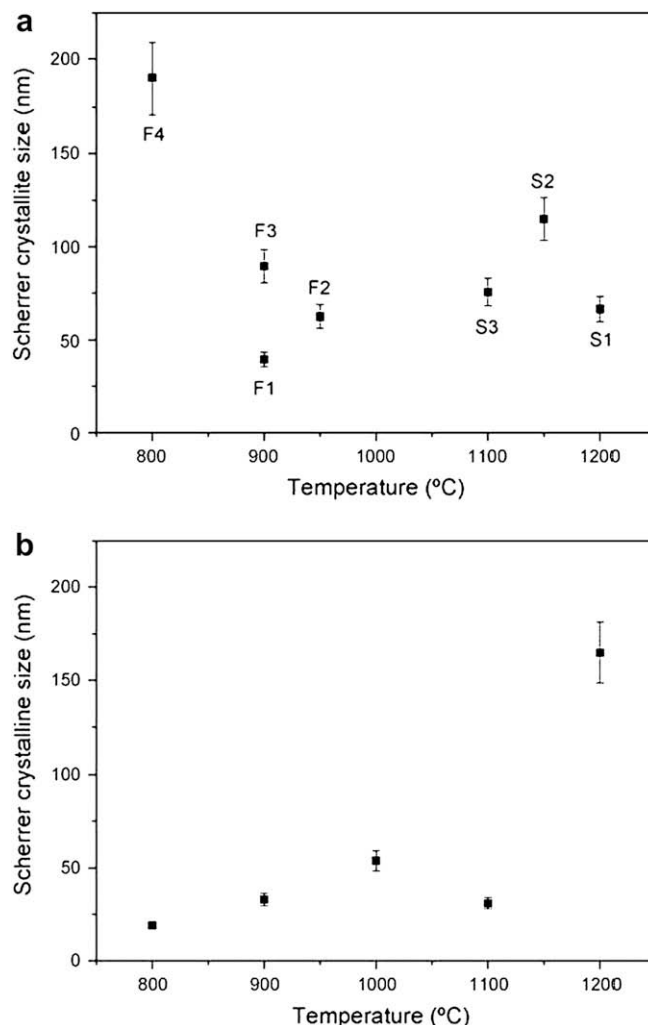 a
Scherrer crystallite size (nm)
200
150
100
50
0
F4
F3
F1
F2
S2
S3
S1
800 900 1000 1100 1200
Temperature (ºC)
b
Scherrer crystalline size (nm)
200
150
100
50
0
800 900 1000 1100 1200
Temperature (ºC)